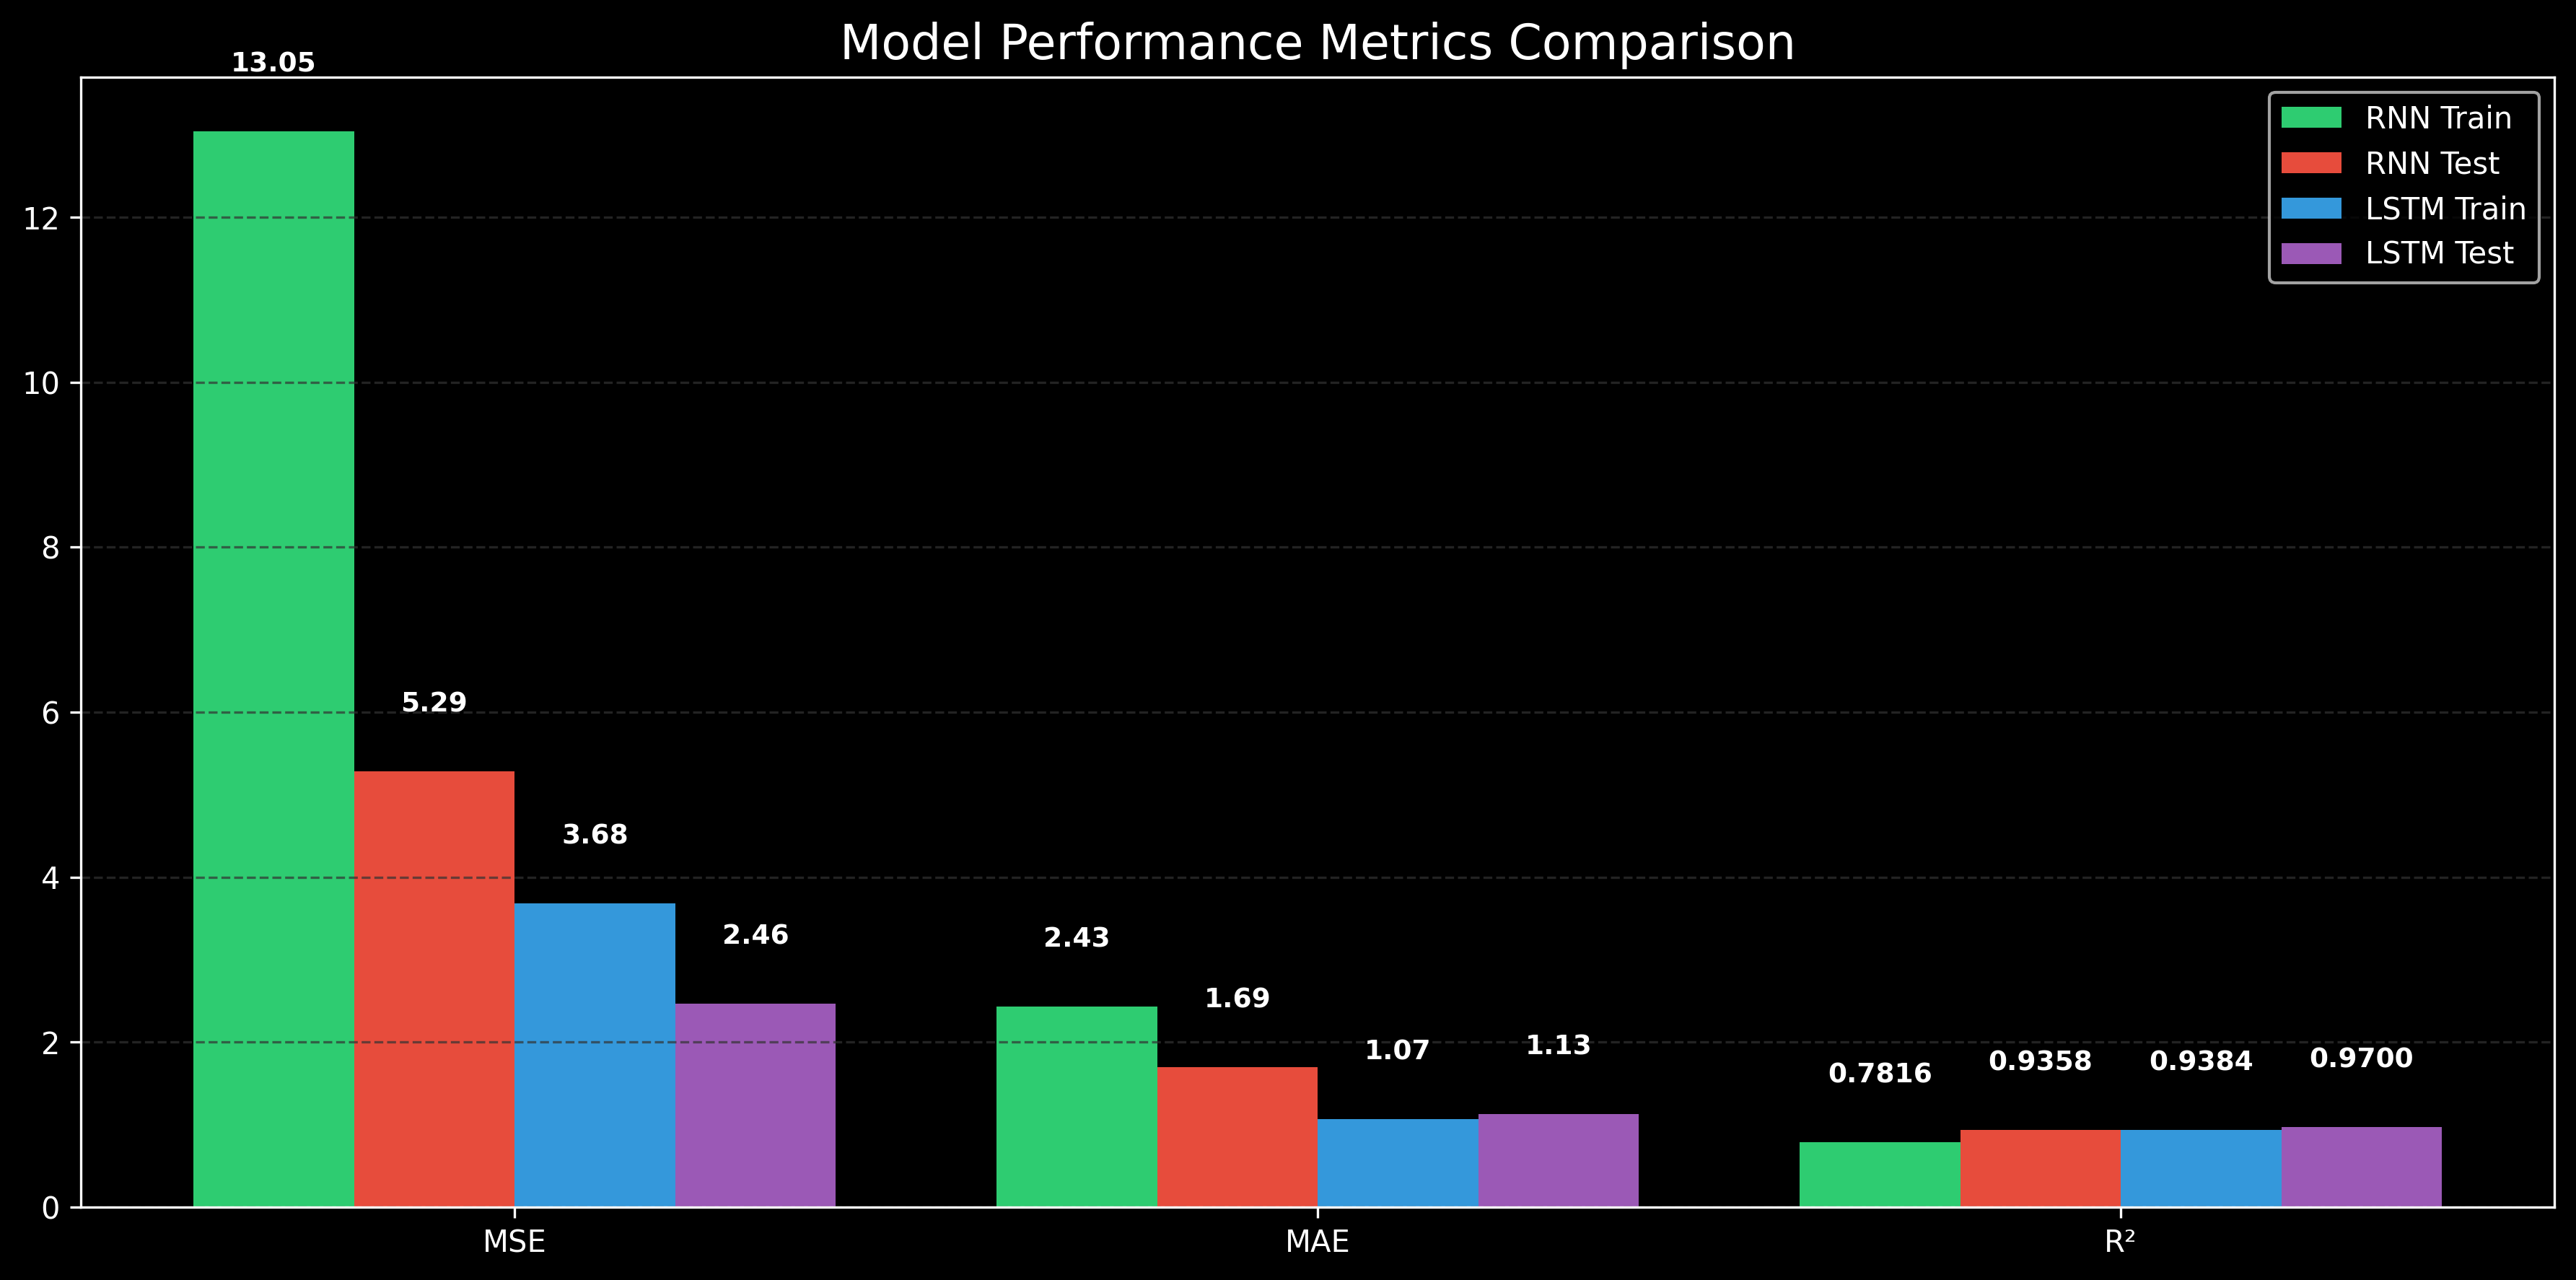 Model Performance Metrics Comparison
13.05
RNN Train
RNN Test
LSTM Train
LSTM Test
12
10
8
6
4
2
0
5.29
3.68
2.46
2.43
1.69
1.07
1.13
0.7816
0.9358
0.9384
0.9700
MSE
MAE
R²